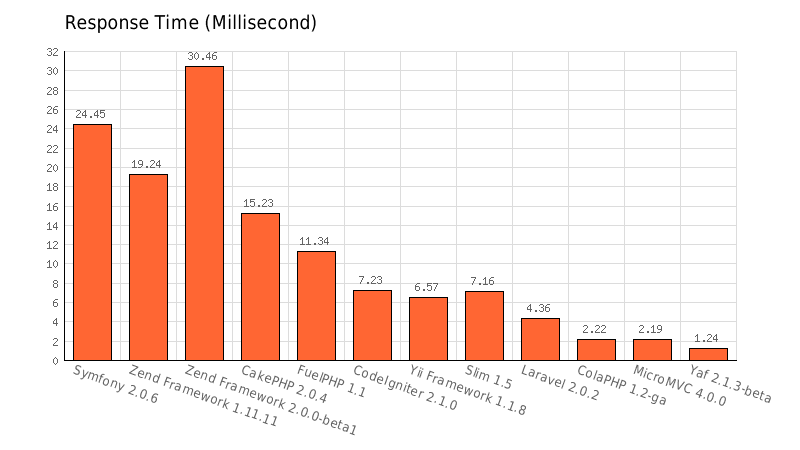 Response Time (Millisecond)
32
30
28
26
24
22
20
18
16
14
12
10
8
6
4
2
0
24.45
19.24
30.46
15.23
11.34
7.23
6.57
7.16
4.36
2.22
2.19
1.24
Symfony 2.0.6
Zend Framework 1.11.11
Zend Framework 2.0.0-beta1
CakePHP 2.0.4
FuelPHP 1.1
CodeIgniter 2.1.0
Yii Framework 1.1.8
Slim 1.5
Laravel 2.0.2
ColaPHP 1.2-ga
MicroMVC 4.0.0
Yaf 2.1.3-beta